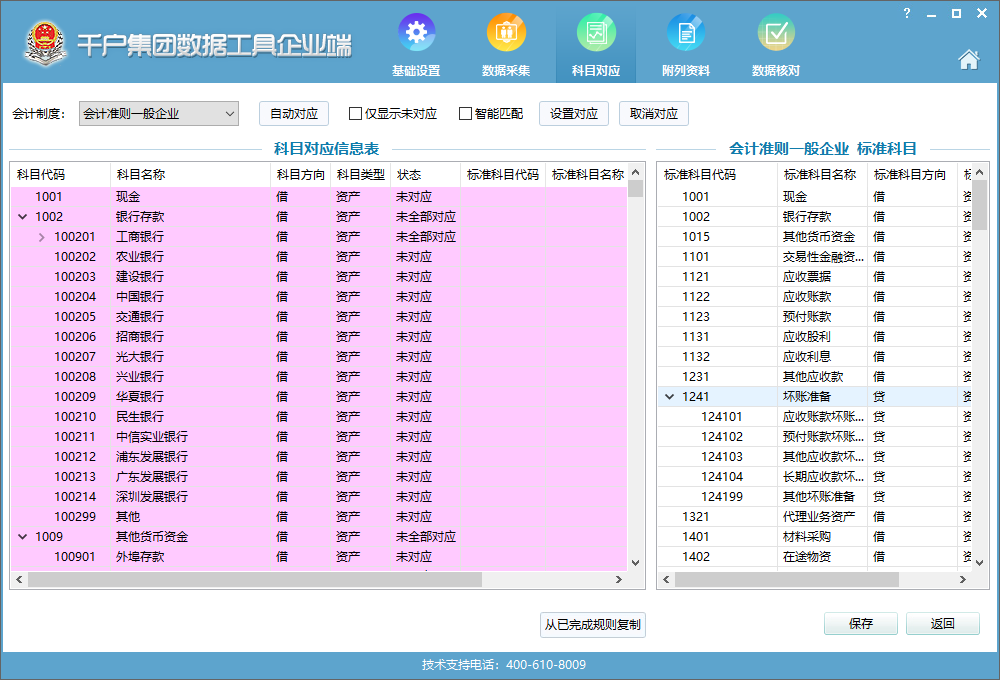 ?
千户集团数据工具企业端
基础设置 数据采集 科目对应 附列资料 数据核对
会计制度： 会计准则一般企业 自动对应 仅显示未对应 智能匹配 设置对应 取消对应
科目对应信息表
科目代码 科目名称 科目方向 科目类型 状态 标准科目代码 标准科目名称
1001 现金 借 资产 未对应
1002 银行存款 借 资产 未全部对应
100201 工商银行 借 资产 未全部对应
100202 农业银行 借 资产 未对应
100203 建设银行 借 资产 未对应
100204 中国银行 借 资产 未对应
100205 交通银行 借 资产 未对应
100206 招商银行 借 资产 未对应
100207 光大银行 借 资产 未对应
100208 兴业银行 借 资产 未对应
100209 华夏银行 借 资产 未对应
100210 民生银行 借 资产 未对应
100211 中信实业银行 借 资产 未对应
100212 浦东发展银行 借 资产 未对应
100213 广东发展银行 借 资产 未对应
100214 深圳发展银行 借 资产 未对应
100299 其他 借 资产 未对应
1009 其他货币资金 借 资产 未全部对应
100901 外埠存款 借 资产 未对应
会计准则一般企业 标准科目
标准科目代码 标准科目名称 标准科目方向
1001 现金 借
1002 银行存款 借
1015 其他货币资金 借
1101 交易性金融资... 借
1121 应收票据 借
1122 应收账款 借
1123 预付账款 借
1131 应收股利 借
1132 应收利息 借
1231 其他应收款 借
1241 坏账准备 贷
124101 应收账款坏账... 贷
124102 预付账款坏账... 贷
124103 其他应收款坏... 贷
124104 长期应收款坏... 贷
124199 其他坏账准备 贷
1321 代理业务资产 借
1401 材料采购 借
1402 在途物资 借
从已完成规则复制 保存 返回
技术支持电话：400-610-8009